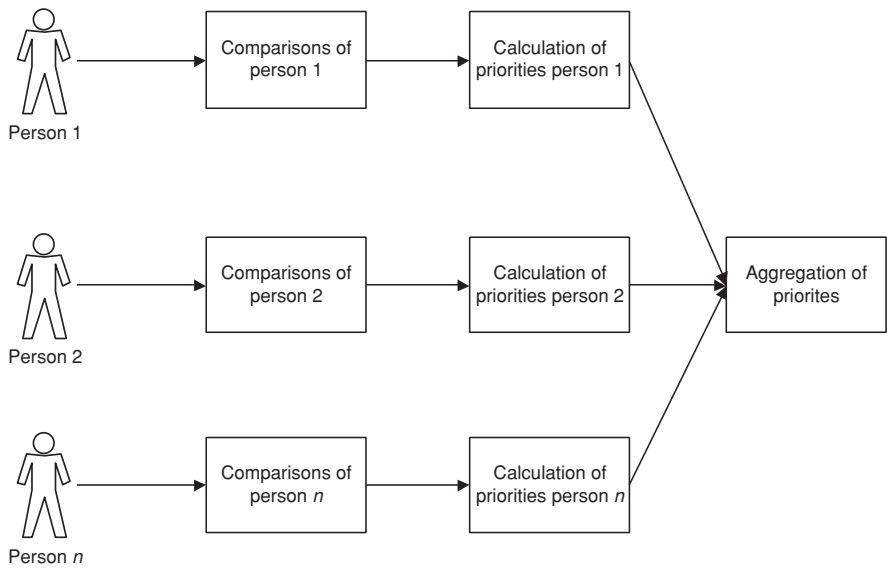 Person 1
Comparisons of
person 1
Calculation of
priorities person 1
Person 2
Comparisons of
person 2
Calculation of
priorities person 2
Aggregation of
priorites
Person n
Comparisons of
person n
Calculation of
priorities person n